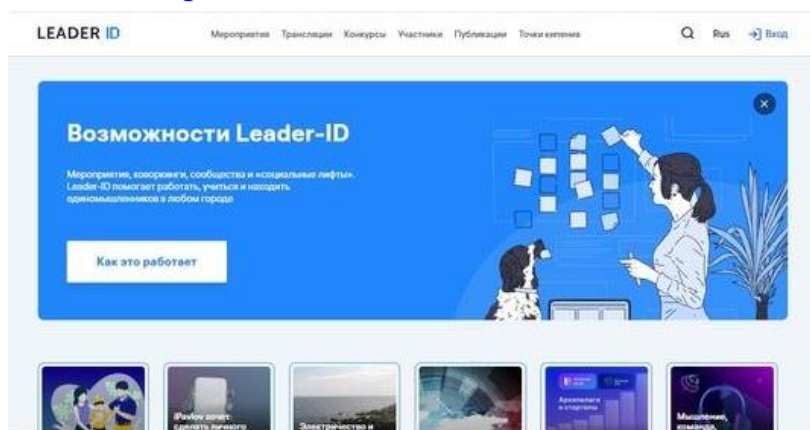 LEADER ID
Мероприятия Трансляции Конкурсы Участники Публикации Точки кипения Rus Вход
Возможности Leader-ID
Мероприятия, коворкинги, сообщества и «социальные лифты».
Leader-ID помогает работать, учиться и находить
единомышленников в любом городе
Как это работает
iPavlov хочет
сделать личного
Электричество и
Архипелаги
и стартапы
Мышление,
команда,